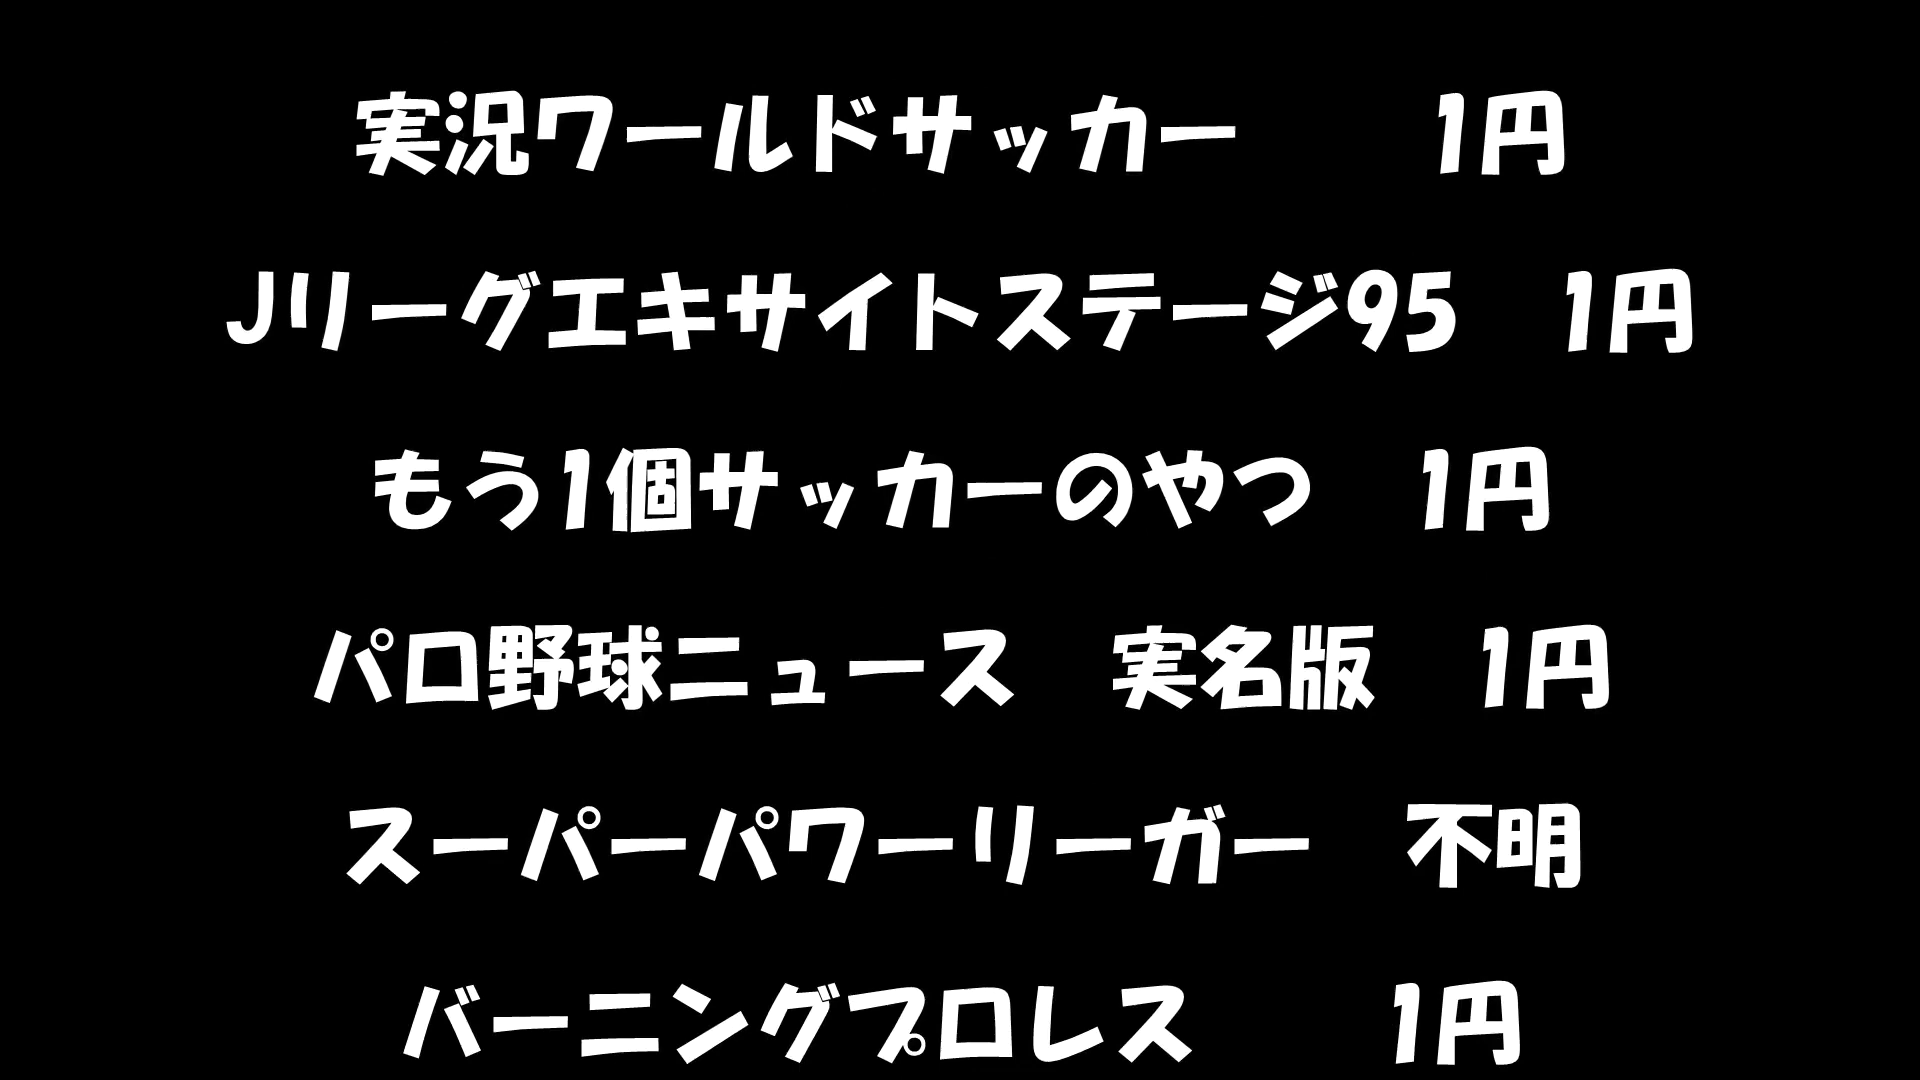 実況ワールドサッカー　　1円
Jリーグエキサイトステージ95　1円
もう1個サッカーのやつ　1円
パロ野球ニュース　実名版　1円
スーパーパワーリーガー　不明
バーニングプロレス　　1円